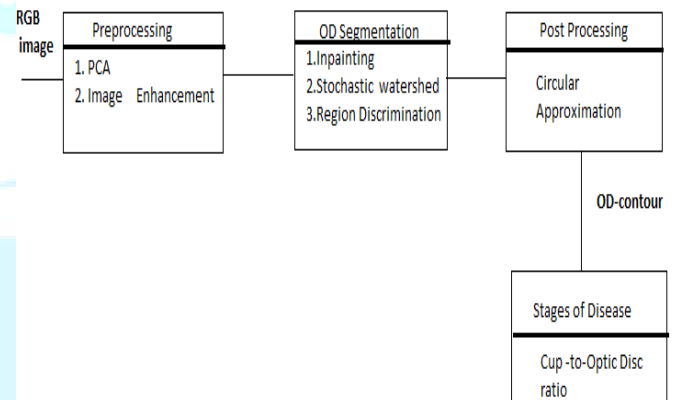 RGB
image
Preprocessing
1. PCA
2. Image Enhancement
OD Segmentation
1.Inpainting
2.Stochastic watershed
3.Region Discrimination
Post Processing
Circular
Approximation
OD-contour
Stages of Disease
Cup -to-Optic Disc
ratio